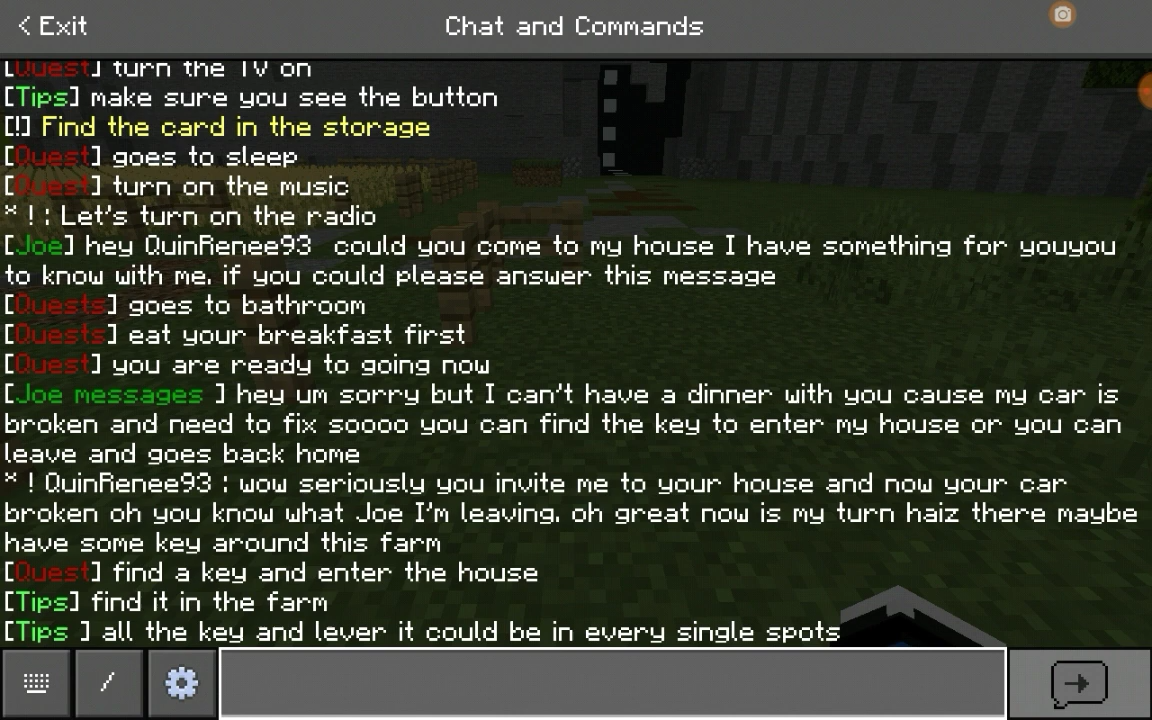 < Exit
Chat and Commands
[Quest] turn the TV on
[Tips] make sure you see the button
[!] Find the card in the storage
[Quest] goes to sleep
[Quest] turn on the music
* ! : Let's turn on the radio
[Joe] hey QuinRenee93  could you come to my house I have something for youyou
to know with me. if you could please answer this message
[Quests] goes to bathroom
[Quests] eat your breakfast first
[Quest] you are ready to going now
[Joe messages ] hey um sorry but I can't have a dinner with you cause my car is
broken and need to fix soooo you can find the key to enter my house or you can
leave and goes back home
* ! QuinRenee93 : wow seriously you invite me to your house and now your car
broken oh you know what Joe I'm leaving. oh great now is my turn haiz there maybe
have some key around this farm
[Quest] find a key and enter the house
[Tips] find it in the farm
[Tips ] all the key and lever it could be in every single spots
/